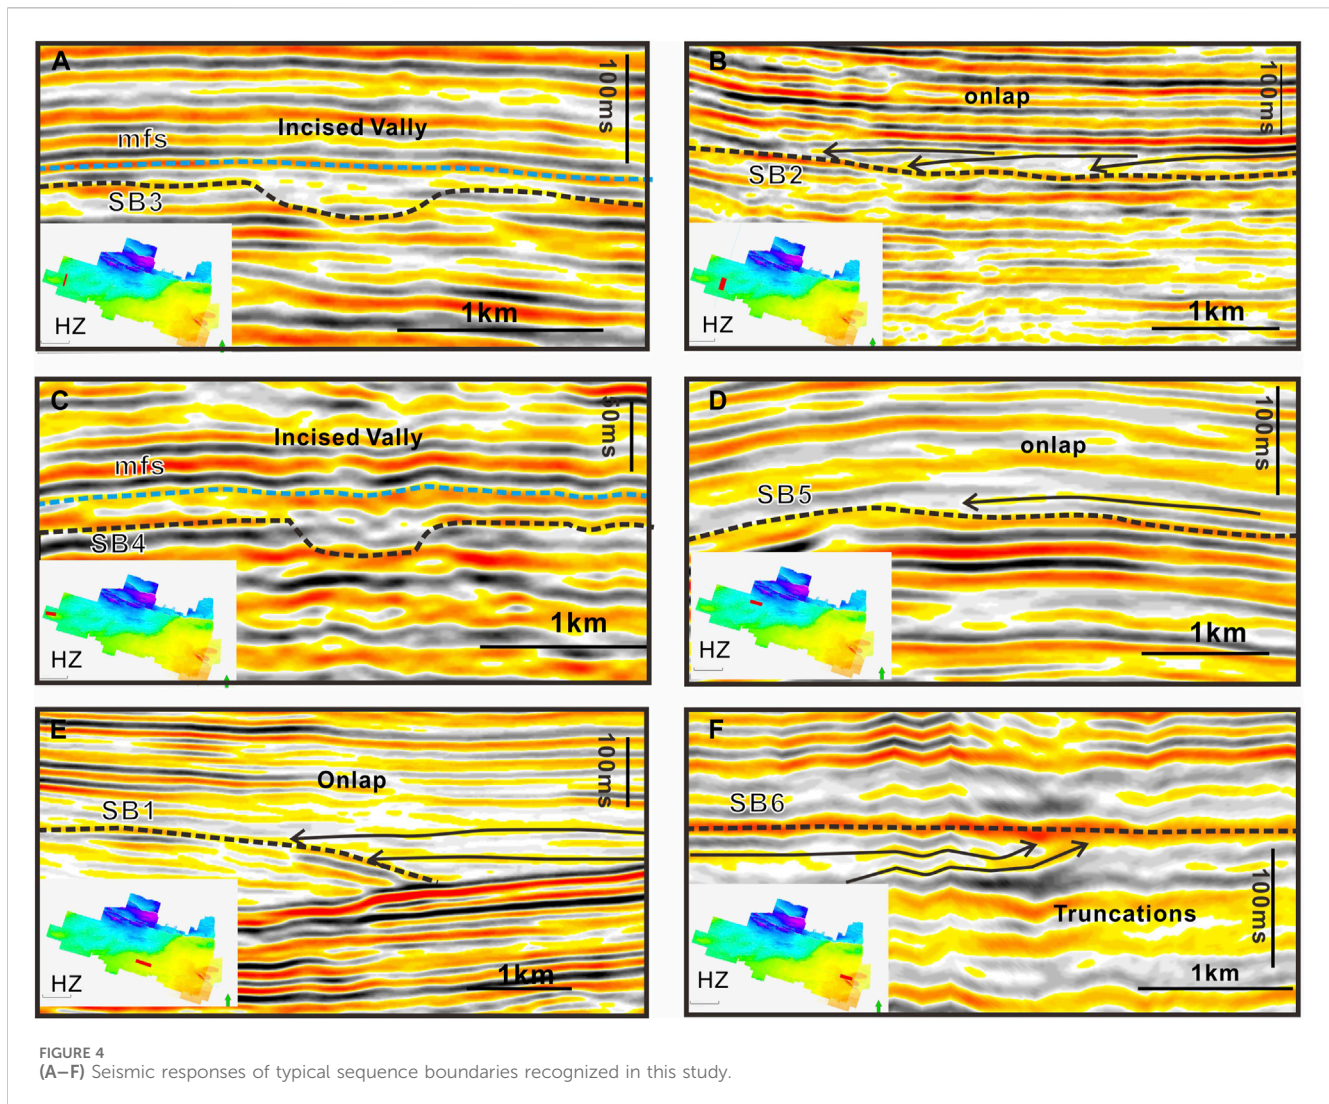 A
100ms
Incised Vally
mfs
SB3
HZ
1km
B
100ms
onlap
SB2
HZ
1km
C
50ms
Incised Vally
mfs
SB4
HZ
1km
D
100ms
onlap
SB5
HZ
1km
E
100ms
Onlap
SB1
HZ
1km
F
SB6
100ms
Truncations
HZ
1km
FIGURE 4
(A–F) Seismic responses of typical sequence boundaries recognized in this study.